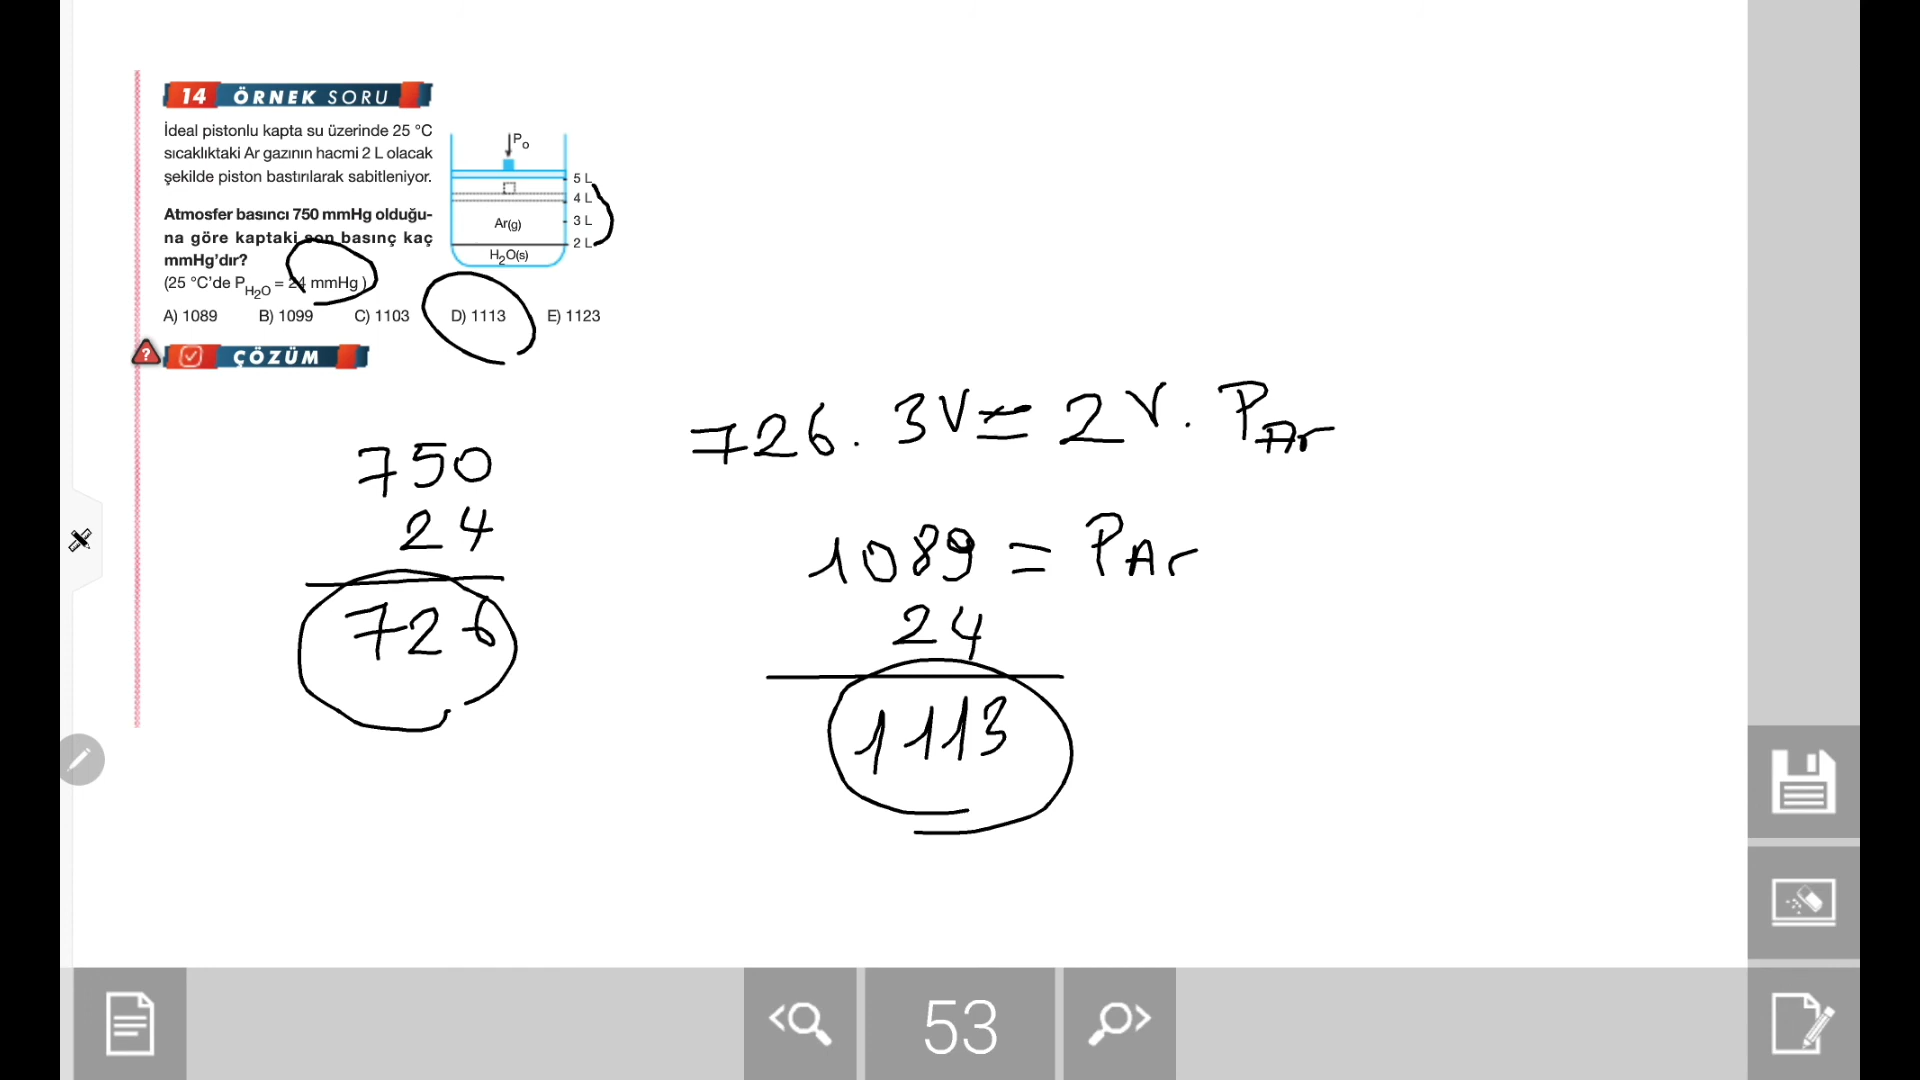 14 ÖRNEK SORU
İdeal pistonlu kapta su üzerinde 25 °C
sıcaklıktaki Ar gazının hacmi 2 L olacak
şekilde piston bastırılarak sabitleniyor.
Atmosfer basıncı 750 mmHg olduğu-
na göre kaptaki son basınç kaç
mmHg'dır?
(25 °C'de P H2O = 24 mmHg)
A) 1089 B) 1099 C) 1103 D) 1113 E) 1123
Po
5 L
4 L
3 L
2 L
Ar(g)
H2O(s)
? ÇÖZÜM
750
24
726
726 . 3V = 2V . PAr
1089 = PAr
24
1113
53